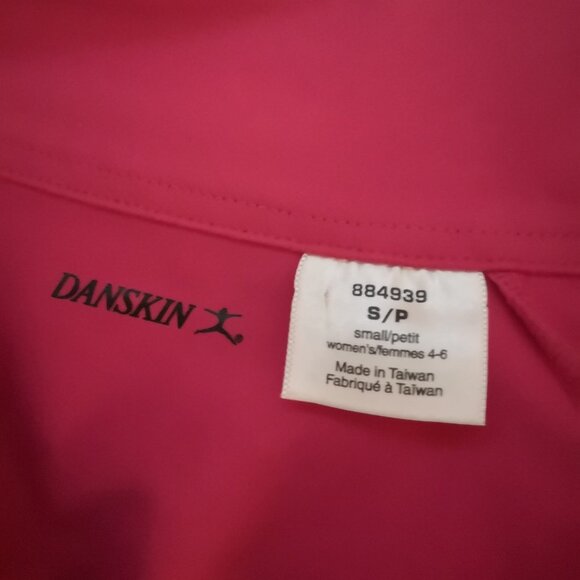 DANSKIN
884939
S/P
small/petit
women's/femmes 4-6
Made in Taiwan
Fabriqué à Taïwan